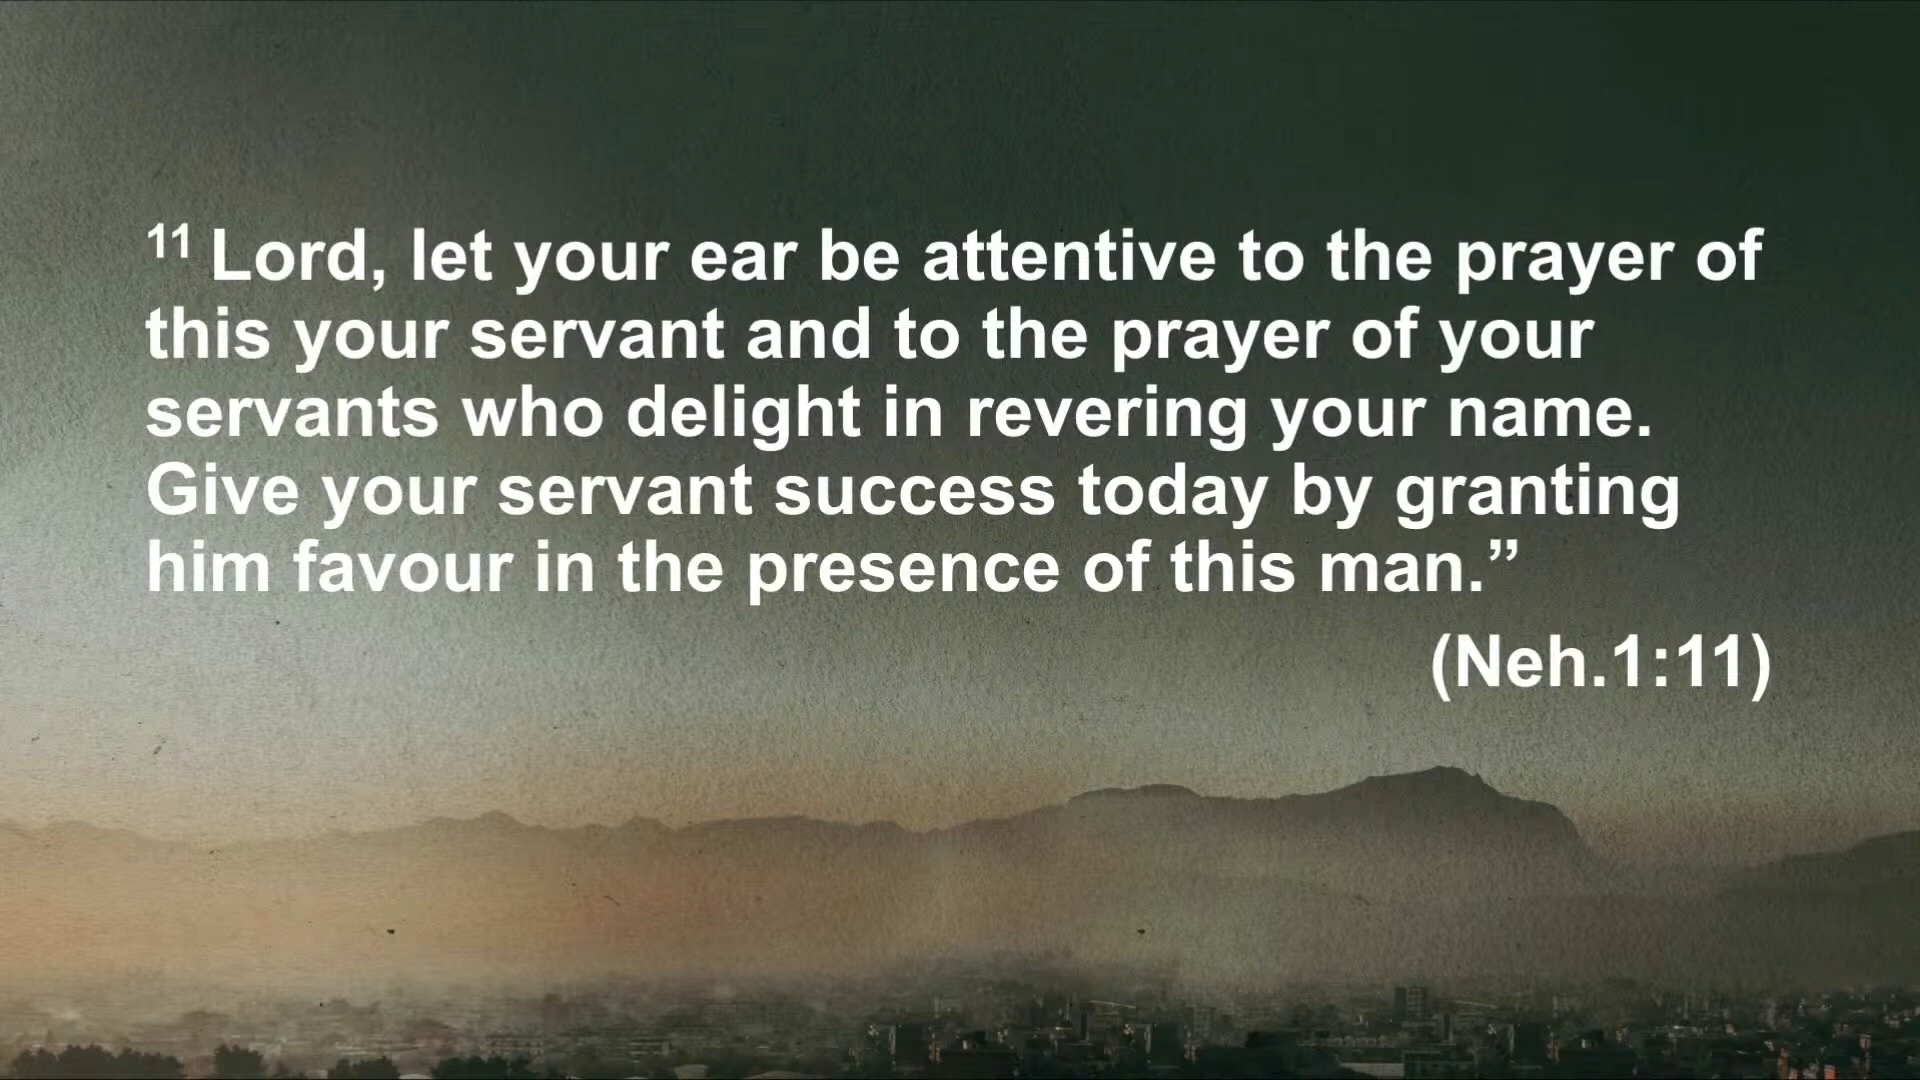 11 Lord, let your ear be attentive to the prayer of
this your servant and to the prayer of your
servants who delight in revering your name.
Give your servant success today by granting
him favour in the presence of this man.”
(Neh.1:11)